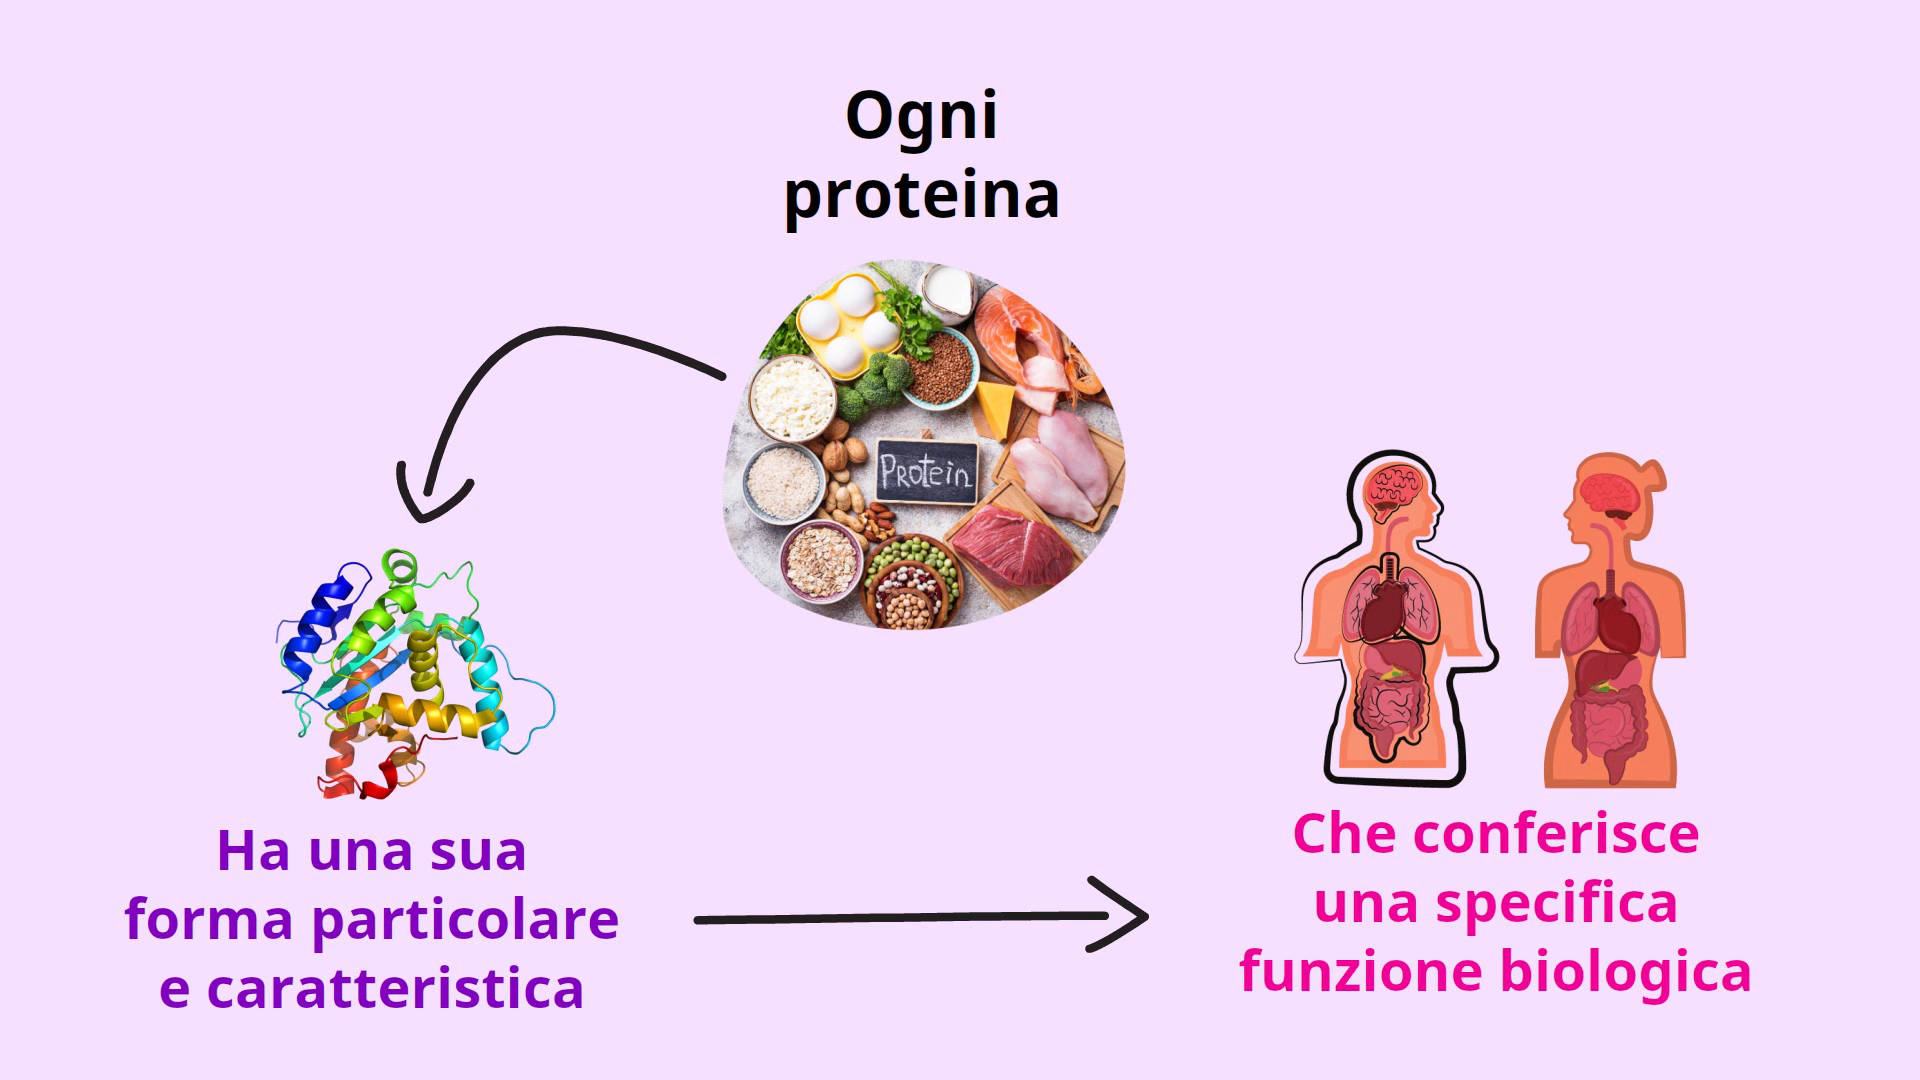 Ogni
proteina
Protein
Ha una sua
forma particolare
e caratteristica
Che conferisce
una specifica
funzione biologica